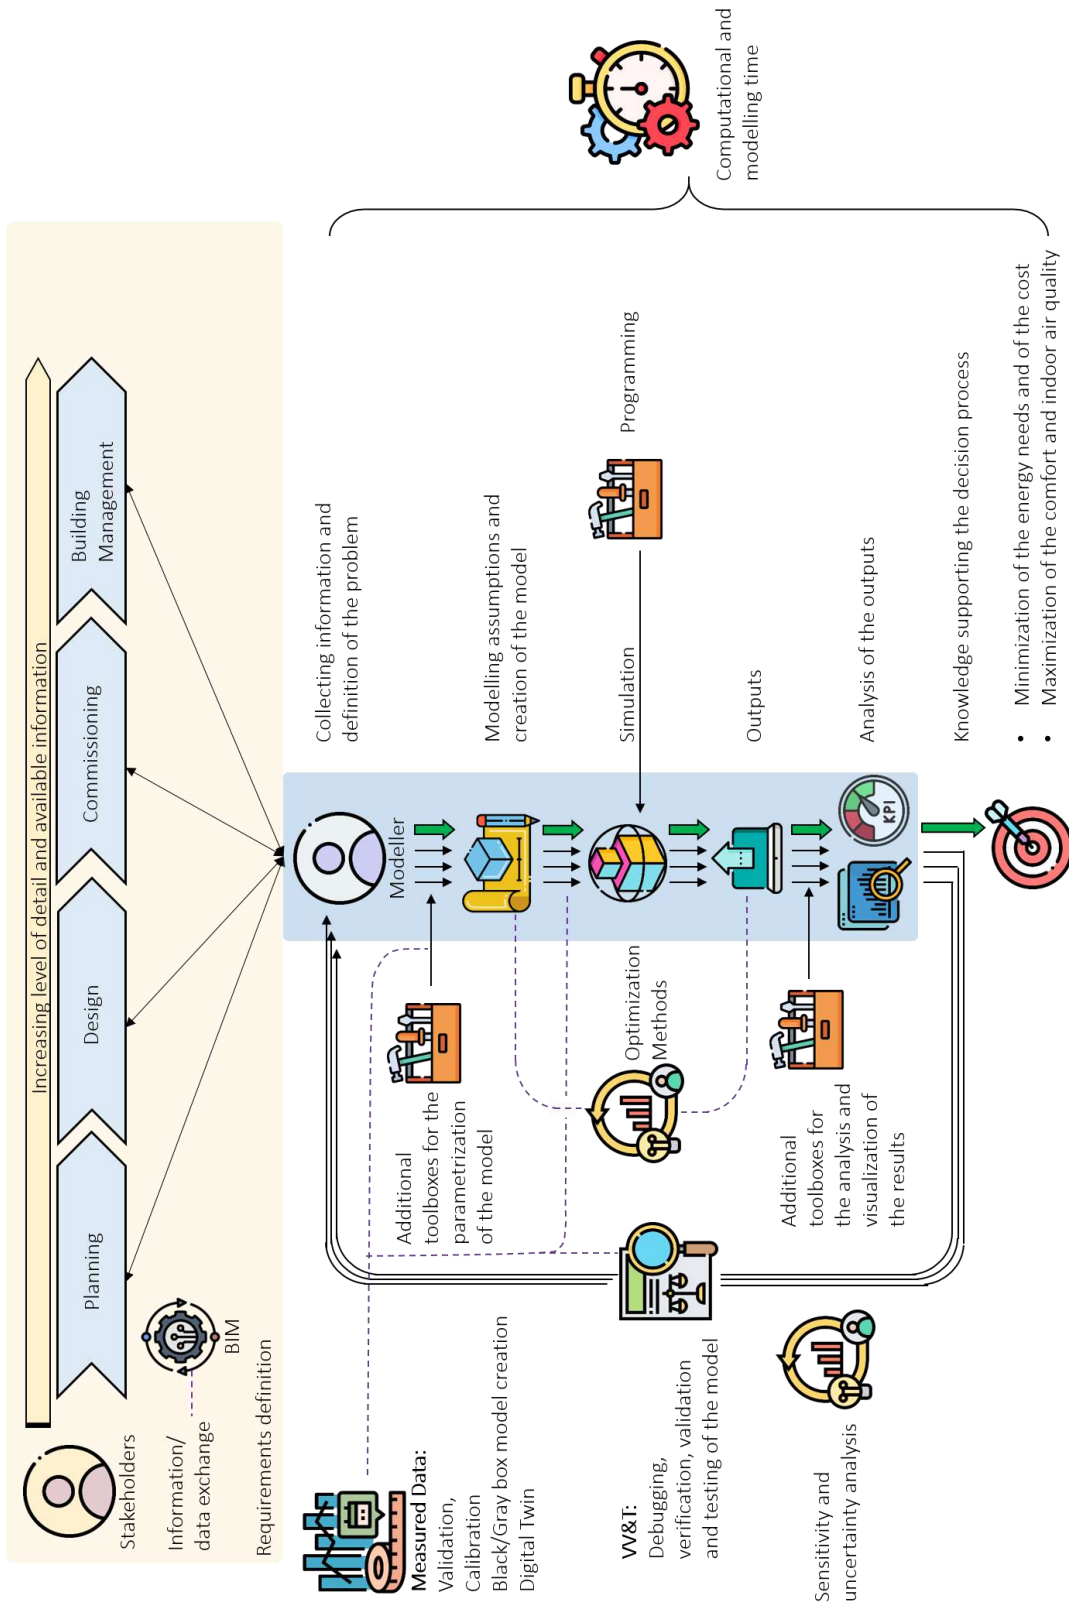 Increasing level of detail and available information
Planning
Design
Commissioning
Building
Management
Stakeholders
Information/
data exchange
BIM
Requirements definition
Measured Data:
Validation,
Calibration
Black/Gray box model creation
Digital Twin
Additional
toolboxes for the
parametrization
of the model
Modeller
Collecting information and
definition of the problem
Modelling assumptions and
creation of the model
VV&T:
Debugging,
verification, validation
and testing of the model
Optimization
Methods
Simulation
Programming
Computational and
modelling time
Outputs
Sensitivity and
uncertainty analysis
Additional
toolboxes for
the analysis and
visualization of
the results
KPI
Analysis of the outputs
Knowledge supporting the decision process
• Minimization of the energy needs and of the cost
• Maximization of the comfort and indoor air quality